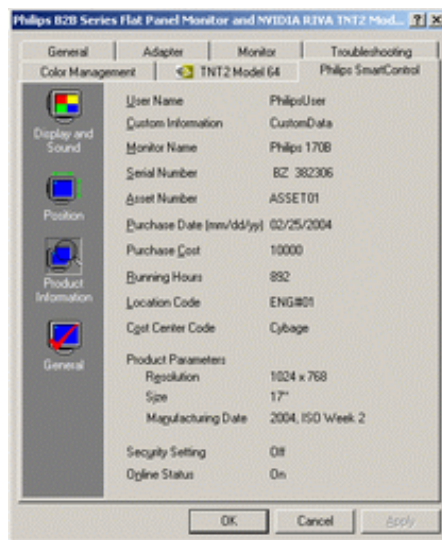 Philips B2B Series Flat Panel Monitor and NVIDIA RIVA TNT2 Mod...
General Adapter Monitor Troubleshooting
Color Management TNT2 Model 64 Philips SmartControl
Display and Sound
Position
Product Information
General
User Name PhilipsUser
Custom Information CustomData
Monitor Name Philips 170B
Serial Number BZ 382306
Asset Number ASSET01
Purchase Date (mm/dd/yy) 02/25/2004
Purchase Cost 10000
Running Hours 892
Location Code ENG#01
Cost Center Code Cybage
Product Parameters
Resolution 1024 x 768
Size 17"
Manufacturing Date 2004, ISO Week 2
Security Setting Off
Online Status On
OK Cancel Apply